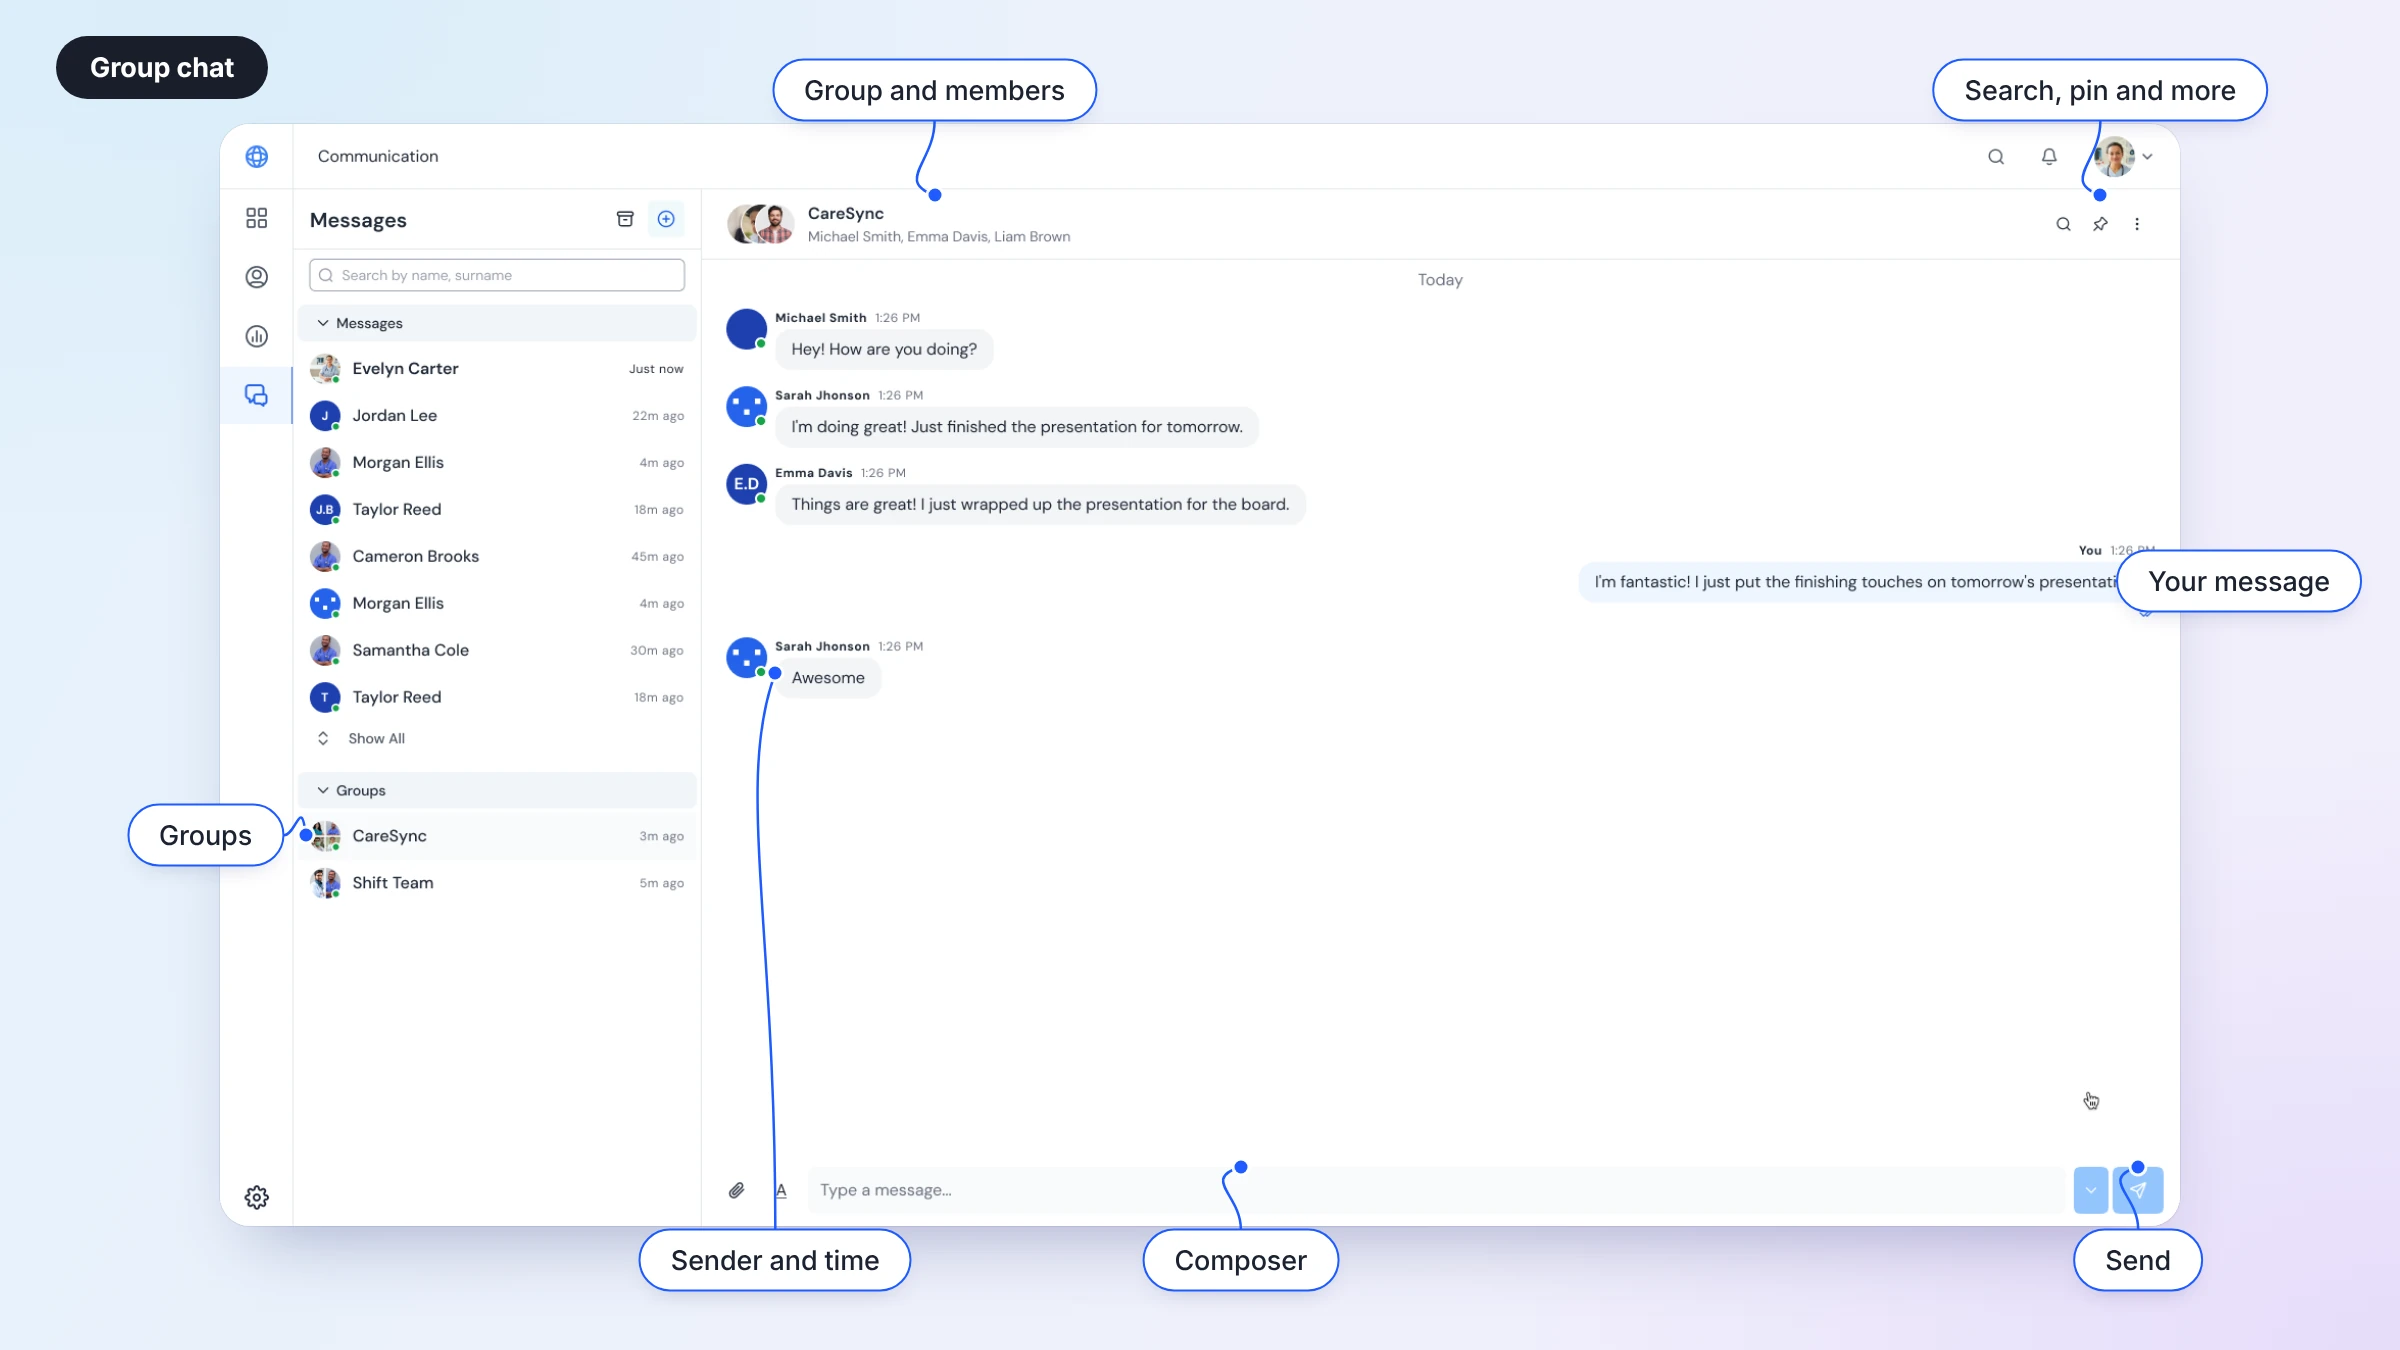 Group chat
Group and members
Search, pin and more
Communication
Messages
Search by name, surname
Messages
Evelyn Carter Just now
J Jordan Lee 22m ago
Morgan Ellis 4m ago
J.B Taylor Reed 18m ago
Cameron Brooks 45m ago
Morgan Ellis 4m ago
Samantha Cole 30m ago
T Taylor Reed 18m ago
Show All
Groups
CareSync 3m ago
Shift Team 5m ago
Groups
CareSync
Michael Smith, Emma Davis, Liam Brown
Today
Michael Smith 1:26 PM
Hey! How are you doing?
Sarah Jhonson 1:26 PM
I'm doing great! Just finished the presentation for tomorrow.
E.D Emma Davis 1:26 PM
Things are great! I just wrapped up the presentation for the board.
You 1:26 PM
I'm fantastic! I just put the finishing touches on tomorrow's
Your message
Sarah Jhonson 1:26 PM
Awesome
A Type a message...
Sender and time
Composer
Send